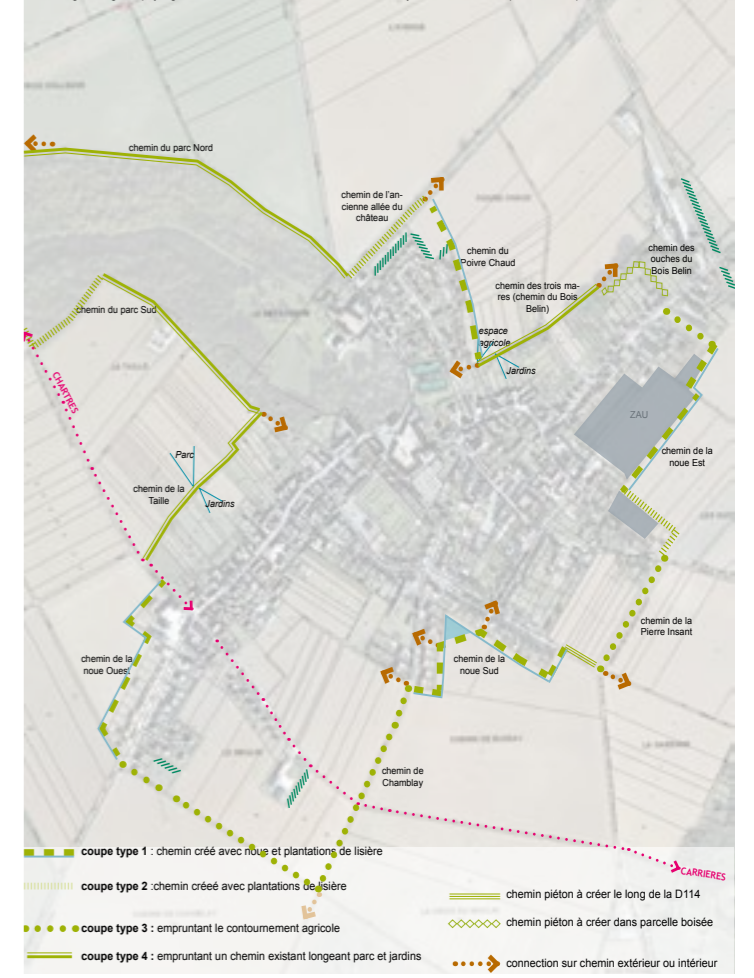 chemin du parc Nord
chemin de l'an-
cienne allée du
château
chemin du
Poivre Chaud
chemin des
ouches du
Bois Belin
chemin des trois ma-
res (chemin du Bois
Belin)
chemin du parc Sud
espace
agricole
Jardins
CHARTRES
ZAU
chemin de la
noue Est
Parc
chemin de la
Taille
Jardins
chemin de la
Pierre Insant
chemin de la
noue Ouest
chemin de la
noue Sud
chemin de
Chamblay
CARRIERES
coupe type 1 : chemin créé avec noue et plantations de lisière
coupe type 2 :chemin créeé avec plantations de lisière
coupe type 3 : empruntant le contournement agricole
coupe type 4 : empruntant un chemin existant longeant parc et jardins
chemin piéton à créer le long de la D114
chemin piéton à créer dans parcelle boisée
connection sur chemin extérieur ou intérieur